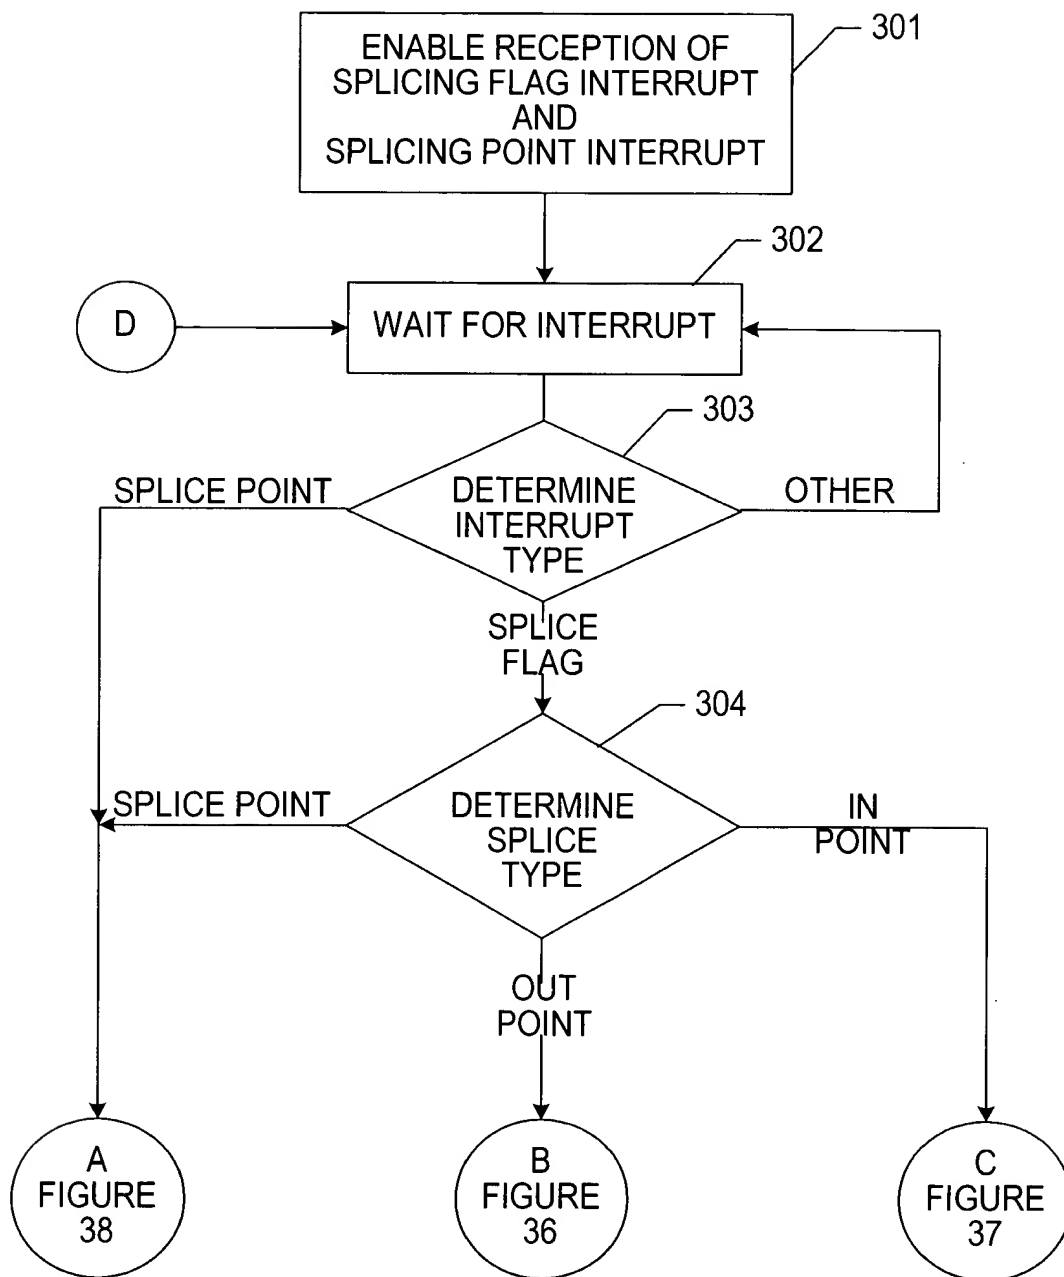 ENABLE RECEPTION OF
SPLICING FLAG INTERRUPT
AND
SPLICING POINT INTERRUPT
301
302
D
WAIT FOR INTERRUPT
303
SPLICE POINT
DETERMINE
INTERRUPT
TYPE
OTHER
SPLICE
FLAG
304
SPLICE POINT
DETERMINE
SPLICE
TYPE
IN
POINT
OUT
POINT
A
FIGURE
38
B
FIGURE
36
C
FIGURE
37